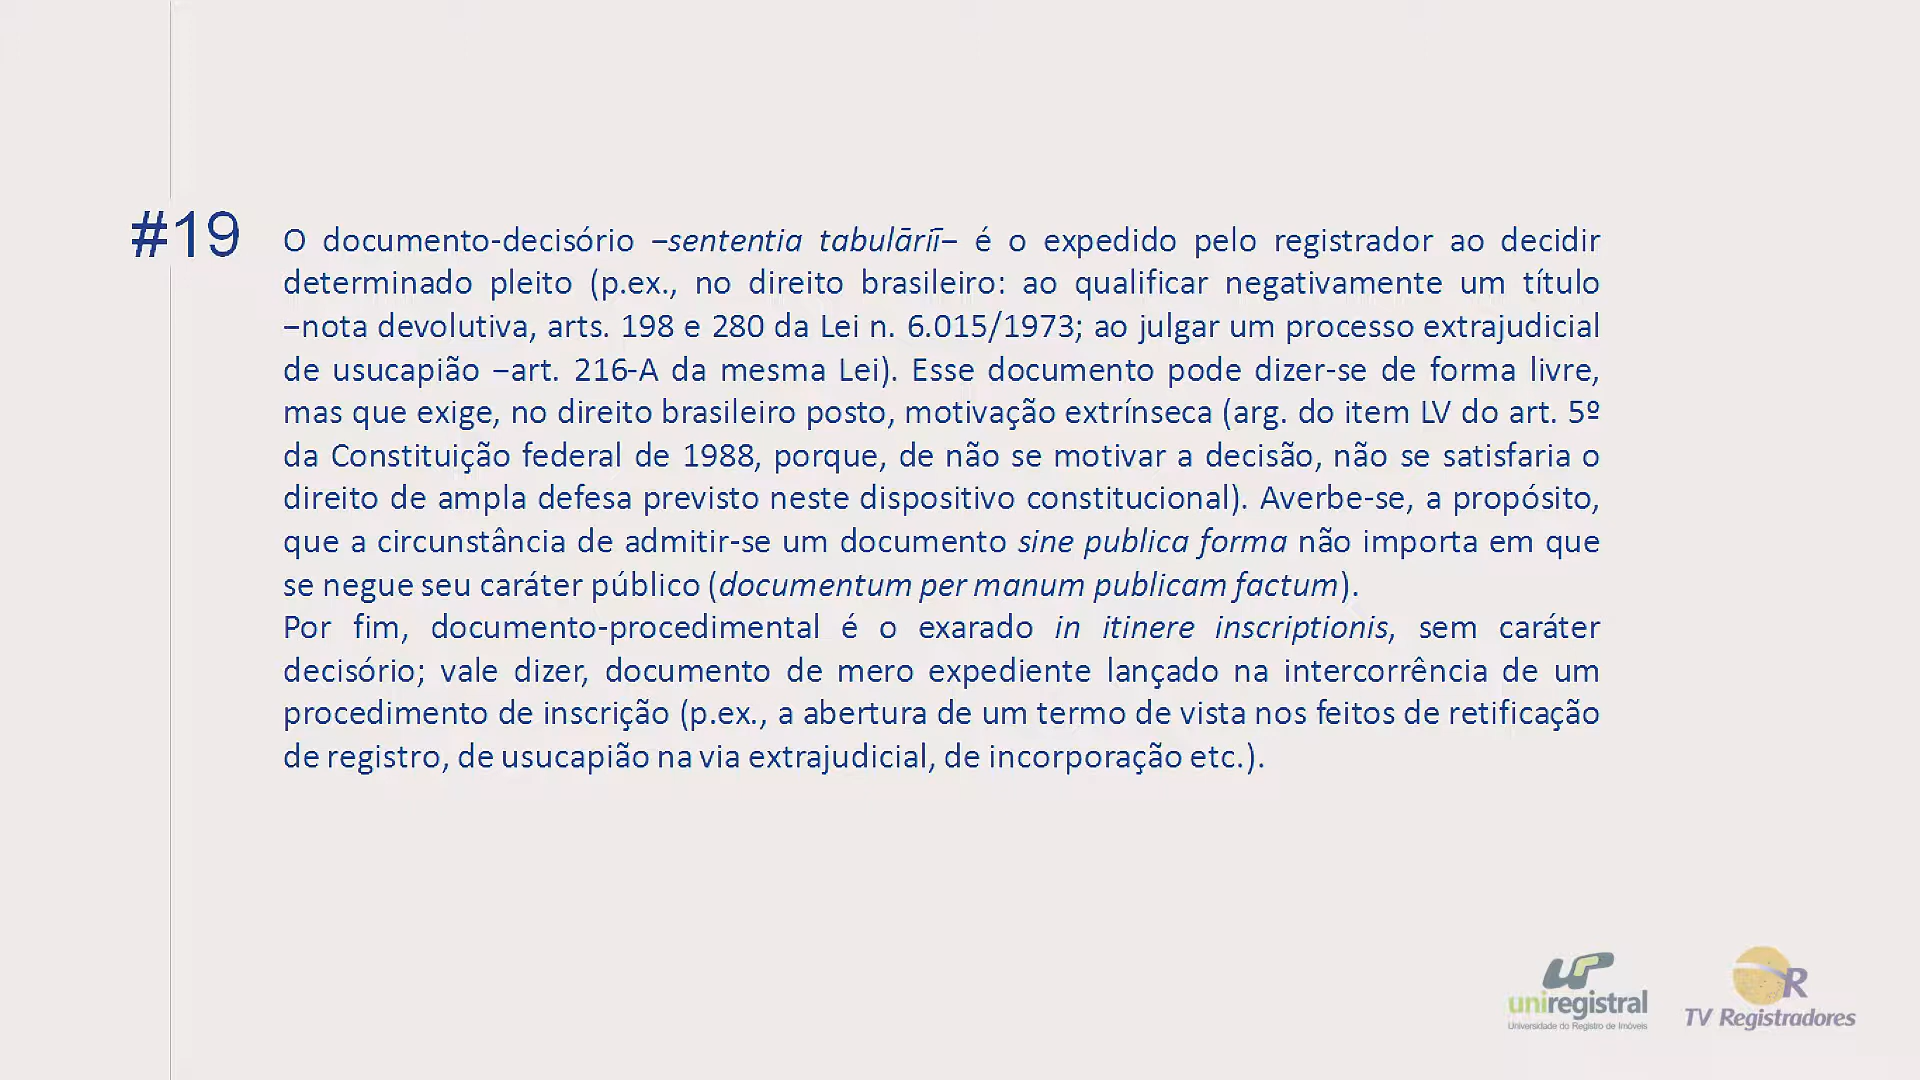 #19
O documento-decisório –sententia tabulāriī– é o expedido pelo registrador ao decidir
determinado pleito (p.ex., no direito brasileiro: ao qualificar negativamente um título
–nota devolutiva, arts. 198 e 280 da Lei n. 6.015/1973; ao julgar um processo extrajudicial
de usucapião –art. 216-A da mesma Lei). Esse documento pode dizer-se de forma livre,
mas que exige, no direito brasileiro posto, motivação extrínseca (arg. do item LV do art. 5º
da Constituição federal de 1988, porque, de não se motivar a decisão, não se satisfaria o
direito de ampla defesa previsto neste dispositivo constitucional). Averbe-se, a propósito,
que a circunstância de admitir-se um documento sine publica forma não importa em que
se negue seu caráter público (documentum per manum publicam factum).
Por fim, documento-procedimental é o exarado in itinere inscriptionis, sem caráter
decisório; vale dizer, documento de mero expediente lançado na intercorrência de um
procedimento de inscrição (p.ex., a abertura de um termo de vista nos feitos de retificação
de registro, de usucapião na via extrajudicial, de incorporação etc.).
uniregistral
Universidade do Registro de Imóveis
R
TV Registradores